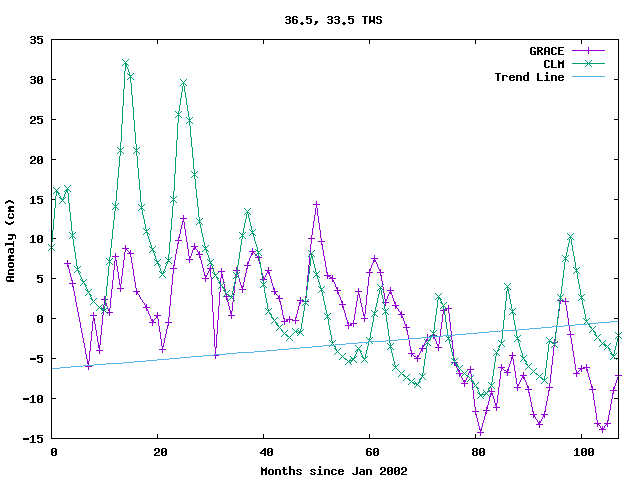 36.5, 33.5 TWS
GRACE
CLM
Trend Line
35
30
25
20
15
10
5
0
-5
-10
-15
Anomaly (cm)
0 20 40 60 80 100
Months since Jan 2002